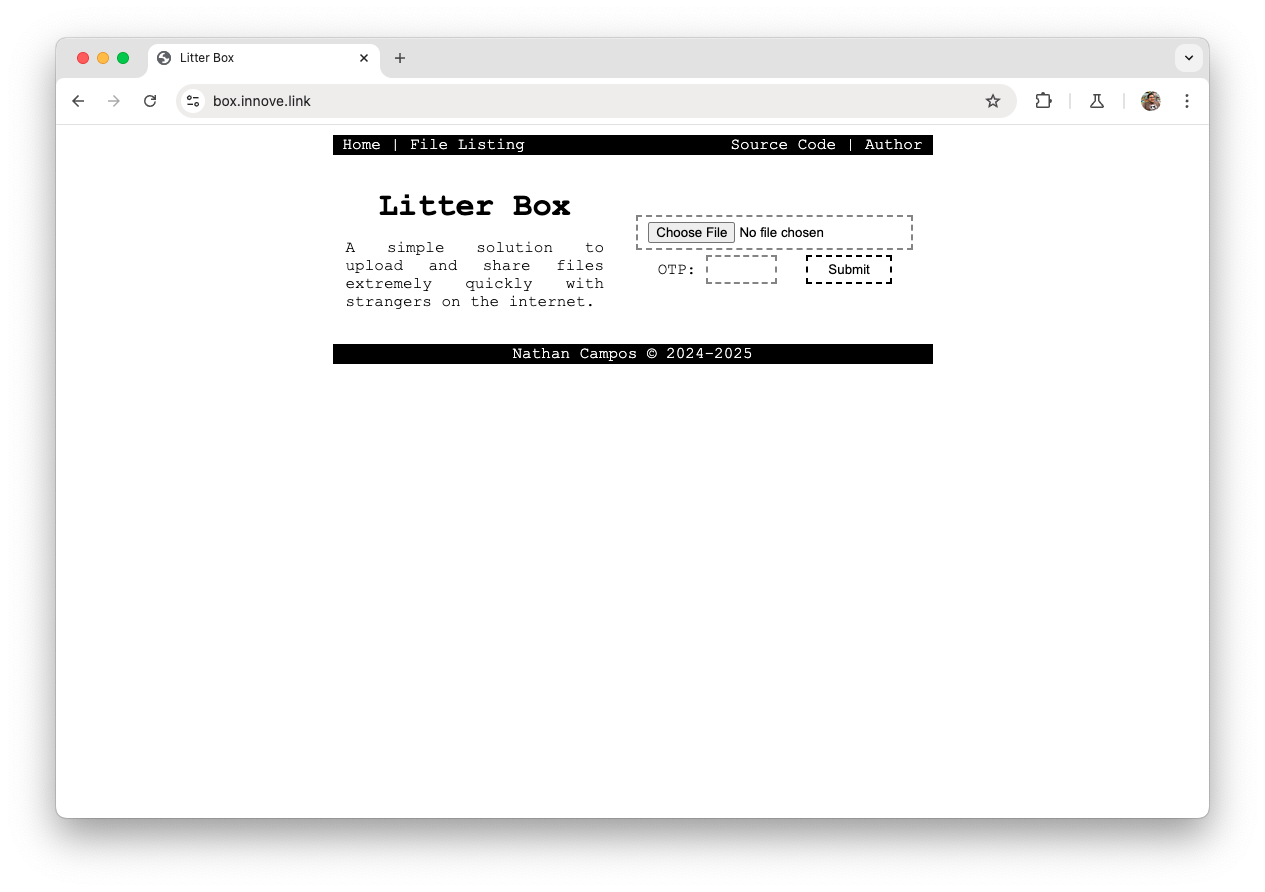 Litter Box
box.innove.link
Home | File Listing
Source Code | Author
Litter Box
A simple solution to
upload and share files
extremely quickly with
strangers on the internet.
Choose File No file chosen
OTP:
Submit
Nathan Campos © 2024-2025